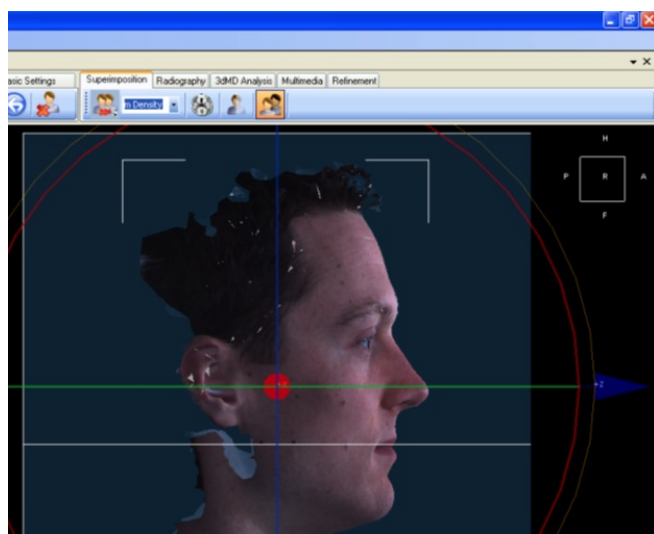 asic Settings Superimposition Radiography 3dMD Analysis Multimedia Refinement
n Density
H
P R A
F
+Z